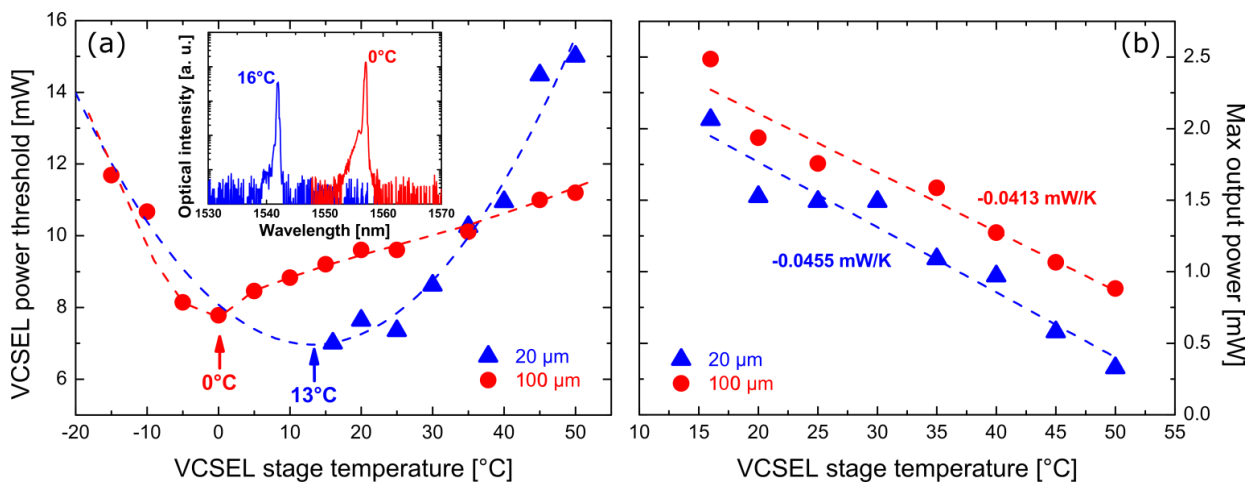 (a)
VCSEL power threshold [mW]
16
14
12
10
8
6
-20
-10
0
10
20
30
40
50
VCSEL stage temperature [°C]
0°C
13°C
20 µm
100 µm
Optical intensity [a. u.]
16°C
0°C
1530
1540
1550
1560
1570
Wavelength [nm]
(b)
-0.0413 mW/K
-0.0455 mW/K
20 µm
100 µm
2.5
2.0
1.5
1.0
0.5
0.0
Max output power [mW]
10
15
20
25
30
35
40
45
50
55
VCSEL stage temperature [°C]